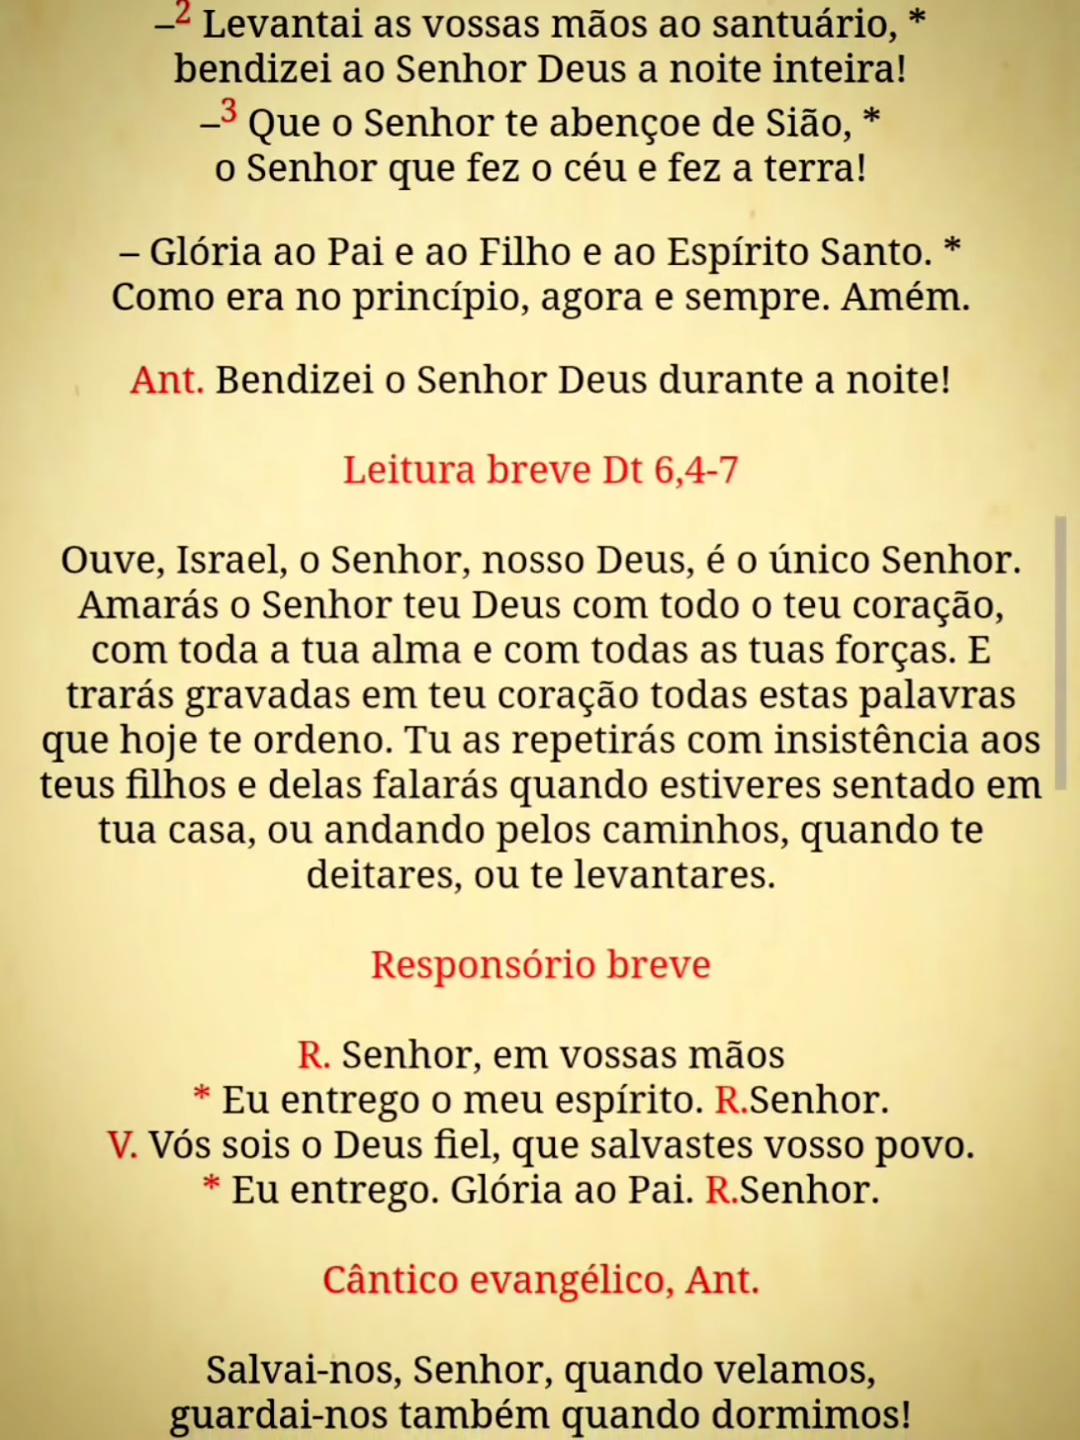 –2 Levantai as vossas mãos ao santuário, *
bendizei ao Senhor Deus a noite inteira!
–3 Que o Senhor te abençoe de Sião, *
o Senhor que fez o céu e fez a terra!
– Glória ao Pai e ao Filho e ao Espírito Santo. *
Como era no princípio, agora e sempre. Amém.
Ant. Bendizei o Senhor Deus durante a noite!
Leitura breve Dt 6,4-7
Ouve, Israel, o Senhor, nosso Deus, é o único Senhor.
Amarás o Senhor teu Deus com todo o teu coração,
com toda a tua alma e com todas as tuas forças. E
trarás gravadas em teu coração todas estas palavras
que hoje te ordeno. Tu as repetirás com insistência aos
teus filhos e delas falarás quando estiveres sentado em
tua casa, ou andando pelos caminhos, quando te
deitares, ou te levantares.
Responsório breve
R. Senhor, em vossas mãos
* Eu entrego o meu espírito. R.Senhor.
V. Vós sois o Deus fiel, que salvastes vosso povo.
* Eu entrego. Glória ao Pai. R.Senhor.
Cântico evangélico, Ant.
Salvai-nos, Senhor, quando velamos,
guardai-nos também quando dormimos!